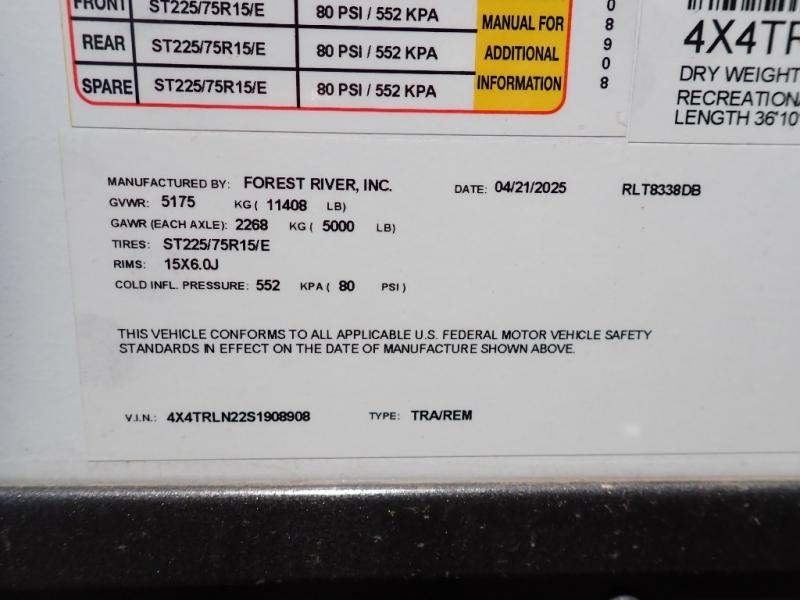 FRONT ST225/75R15/E 80 PSI / 552 KPA
REAR ST225/75R15/E 80 PSI / 552 KPA
SPARE ST225/75R15/E 80 PSI / 552 KPA
MANUAL FOR
ADDITIONAL
INFORMATION
8
9
0
8
4X4TR
DRY WEIGHT
RECREATIONA
LENGTH 36'10"
MANUFACTURED BY: FOREST RIVER, INC. DATE: 04/21/2025 RLT8338DB
GVWR: 5175 KG ( 11408 LB)
GAWR (EACH AXLE): 2268 KG ( 5000 LB)
TIRES: ST225/75R15/E
RIMS: 15X6.0J
COLD INFL. PRESSURE: 552 KPA ( 80 PSI )
THIS VEHICLE CONFORMS TO ALL APPLICABLE U.S. FEDERAL MOTOR VEHICLE SAFETY
STANDARDS IN EFFECT ON THE DATE OF MANUFACTURE SHOWN ABOVE.
V.I.N.: 4X4TRLN22S1908908 TYPE: TRA/REM